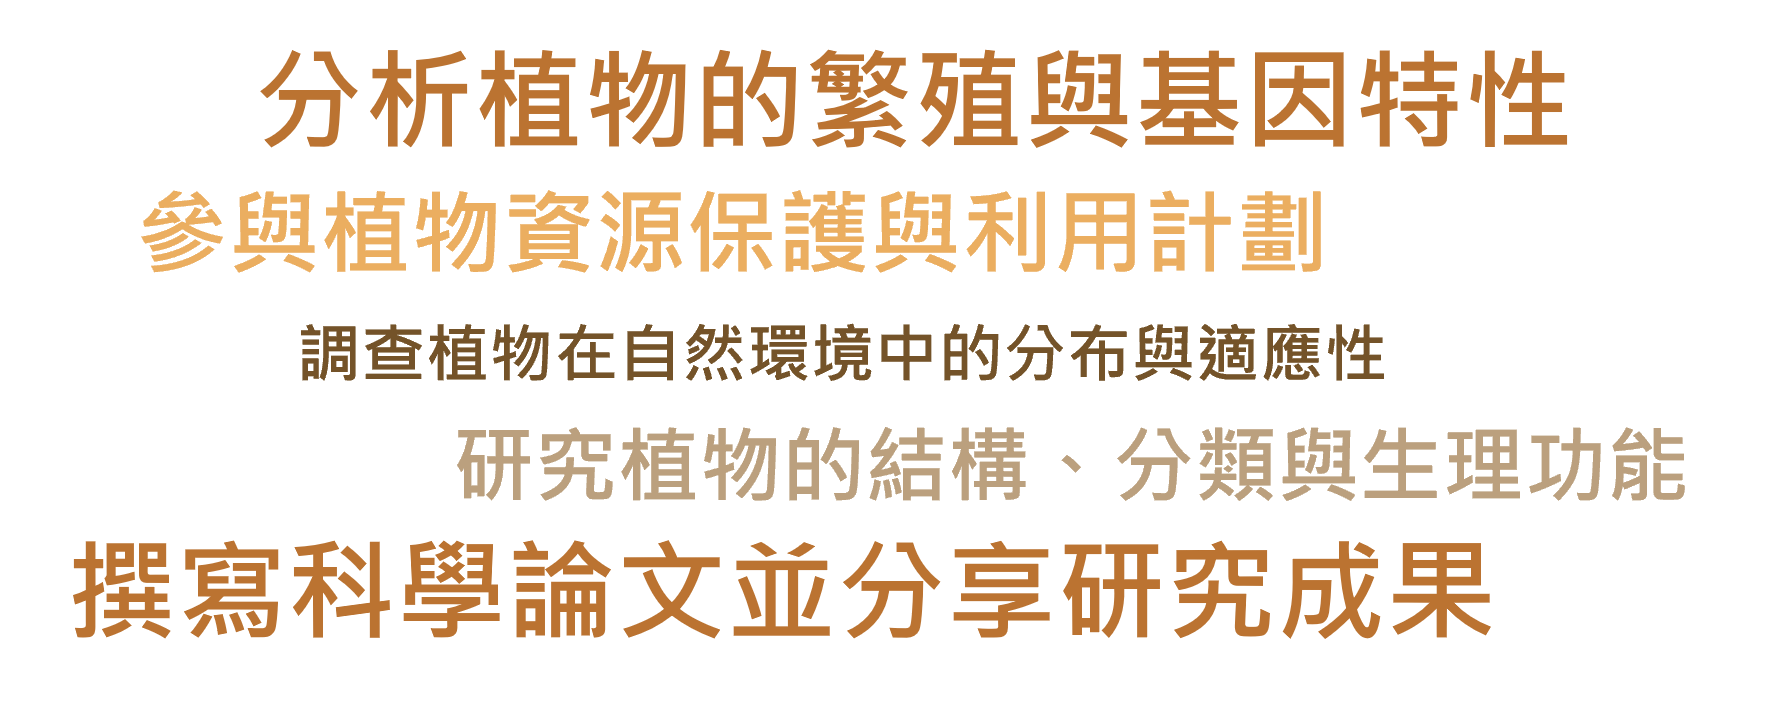 分析植物的繁殖與基因特性
參與植物資源保護與利用計劃
調查植物在自然環境中的分布與適應性
研究植物的結構、分類與生理功能
撰寫科學論文並分享研究成果